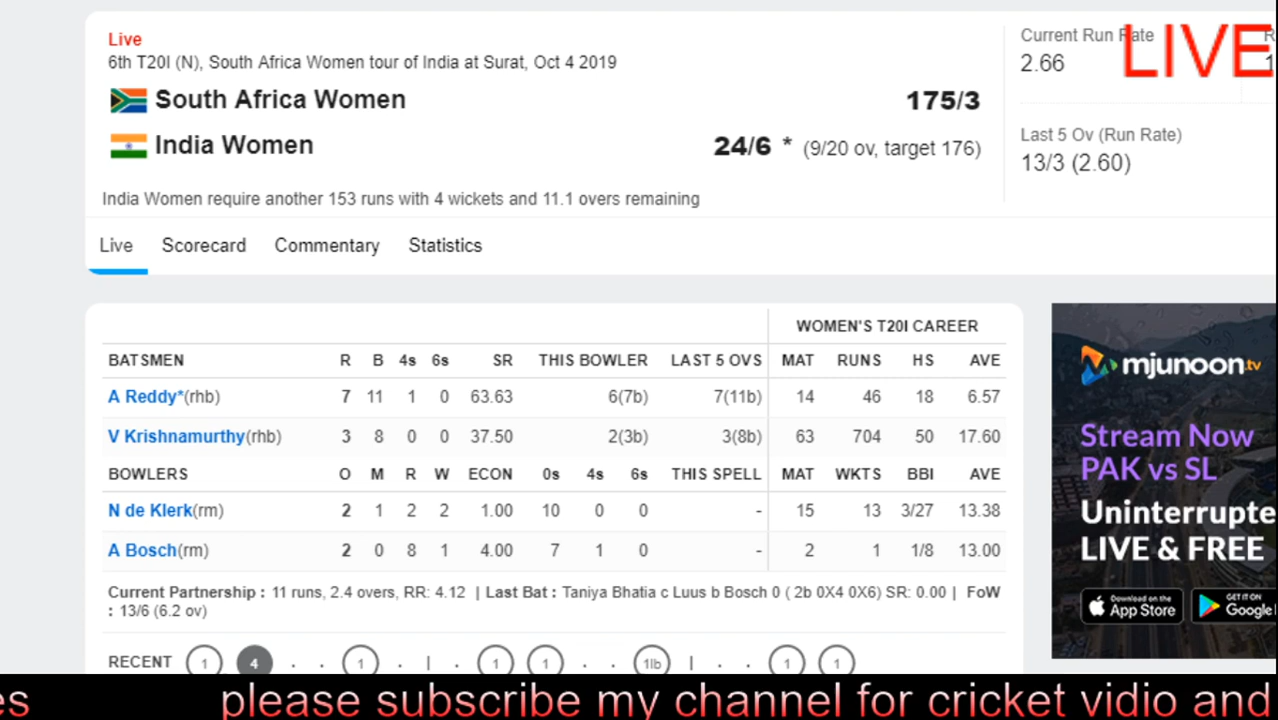 Live
6th T20I (N), South Africa Women tour of India at Surat, Oct 4 2019
South Africa Women 175/3
India Women 24/6 * (9/20 ov, target 176)
India Women require another 153 runs with 4 wickets and 11.1 overs remaining
Current Run Rate
2.66
LIVE
Last 5 Ov (Run Rate)
13/3 (2.60)
Live Scorecard Commentary Statistics
WOMEN'S T20I CAREER
BATSMEN R B 4s 6s SR THIS BOWLER LAST 5 OVS MAT RUNS HS AVE
A Reddy*(rhb) 7 11 1 0 63.63 6(7b) 7(11b) 14 46 18 6.57
V Krishnamurthy(rhb) 3 8 0 0 37.50 2(3b) 3(8b) 63 704 50 17.60
BOWLERS O M R W ECON 0s 4s 6s THIS SPELL MAT WKTS BBI AVE
N de Klerk(rm) 2 1 2 2 1.00 10 0 0 - 15 13 3/27 13.38
A Bosch(rm) 2 0 8 1 4.00 7 1 0 - 2 1 1/8 13.00
Current Partnership : 11 runs, 2.4 overs, RR: 4.12 | Last Bat : Taniya Bhatia c Luus b Bosch 0 ( 2b 0X4 0X6) SR: 0.00 | FoW
: 13/6 (6.2 ov)
RECENT 1 4 . . 1 . | . 1 1 . . 1lb | . . 1 1
mjunoon.tv
Stream Now
PAK vs SL
Uninterrupte
LIVE & FREE
Download on the
App Store
GET IT ON
Google
es please subscribe my channel for cricket vidio and